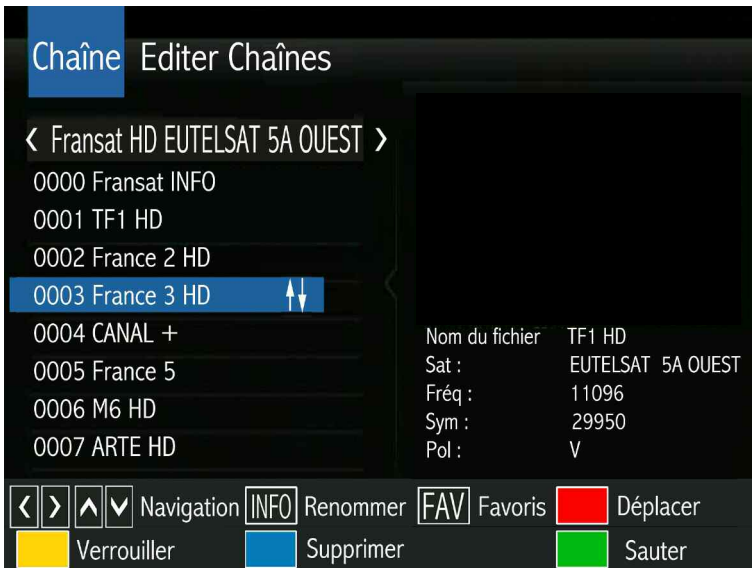 Chaîne Editer Chaînes
< Fransat HD EUTELSAT 5A OUEST >
0000 Fransat INFO
0001 TF1 HD
0002 France 2 HD
0003 France 3 HD
0004 CANAL +
0005 France 5
0006 M6 HD
0007 ARTE HD
Nom du fichier TF1 HD
Sat : EUTELSAT 5A OUEST
Fréq : 11096
Sym : 29950
Pol : V
Navigation INFO Renommer FAV Favoris Déplacer
Verrouiller Supprimer Sauter